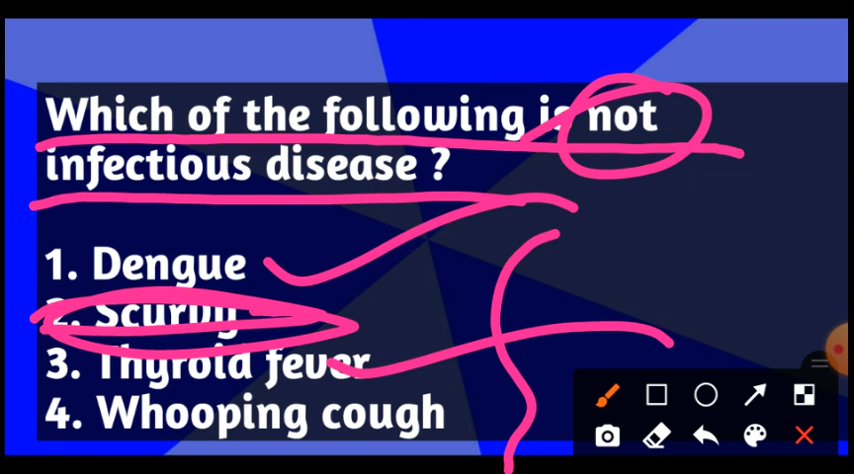 Which of the following is not
infectious disease ?
1. Dengue
2. Scurvy
3. Thyroid fever
4. Whooping cough